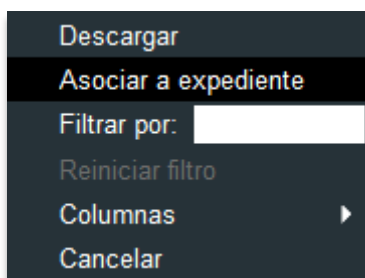 Descargar
Asociar a expediente
Filtrar por:
Reiniciar filtro
Columnas
Cancelar